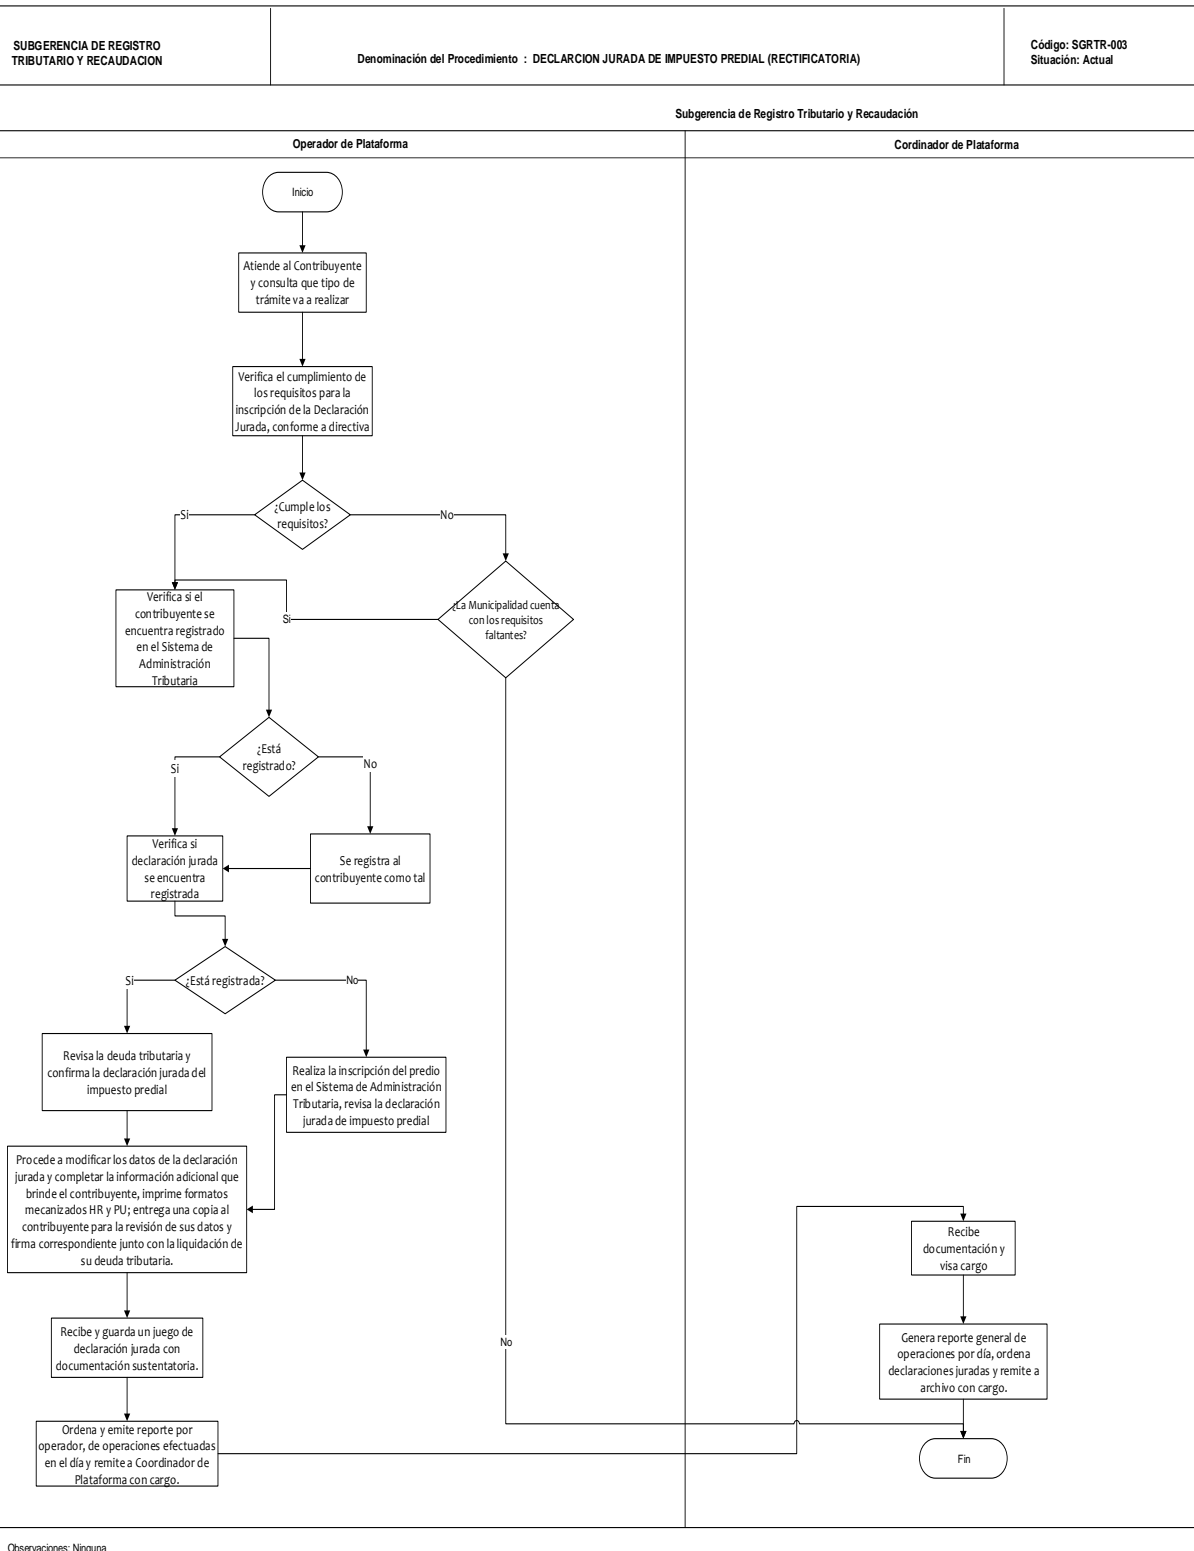 SUBGERENCIA DE REGISTRO
TRIBUTARIO Y RECAUDACION
Denominación del Procedimiento : DECLARCION JURADA DE IMPUESTO PREDIAL (RECTIFICATORIA)
Código: SGRTR-003
Situación: Actual
Subgerencia de Registro Tributario y Recaudación
Operador de Plataforma
Cordinador de Plataforma
Inicio
Atiende al Contribuyente
y consulta que tipo de
trámite va a realizar
Verifica el cumplimiento de
los requisitos para la
inscripción de la Declaración
Jurada, conforme a directiva
¿Cumple los
requisitos?
Si
No
¿La Municipalidad cuenta
con los requisitos
faltantes?
Si
Verifica si el
contribuyente se
encuentra registrado
en el Sistema de
Administración
Tributaria
¿Está
registrado?
Si
No
Verifica si
declaración jurada
se encuentra
registrada
Se registra al
contribuyente como tal
¿Está registrada?
Si
No
Revisa la deuda tributaria y
confirma la declaración jurada del
impuesto predial
Realiza la inscripción del predio
en el Sistema de Administración
Tributaria, revisa la declaración
jurada de impuesto predial
Procede a modificar los datos de la declaración
jurada y completar la información adicional que
brinde el contribuyente, imprime formatos
mecanizados HR y PU; entrega una copia al
contribuyente para la revisión de sus datos y
firma correspondiente junto con la liquidación de
su deuda tributaria.
Recibe y guarda un juego de
declaración jurada con
documentación sustentatoria.
No
Ordena y emite reporte por
operador, de operaciones efectuadas
en el día y remite a Coordinador de
Plataforma con cargo.
Recibe
documentación y
visa cargo
Genera reporte general de
operaciones por día, ordena
declaraciones juradas y remite a
archivo con cargo.
Fin
Observaciones: Ninguna